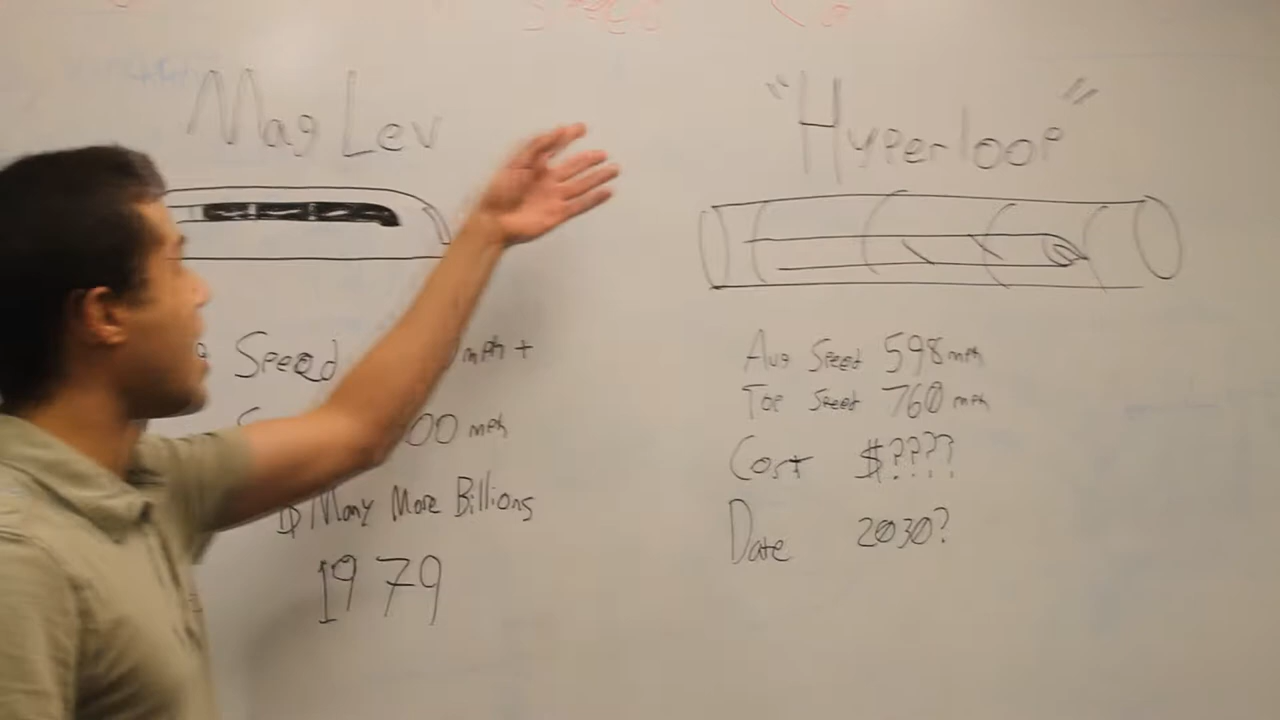 Mag Lev
Speed mph +
00 mph
$ Many More Billions
1979
"Hyperloop"
Avg Speed 598 mph
Top Speed 760 mph
Cost $????
Date 2030?